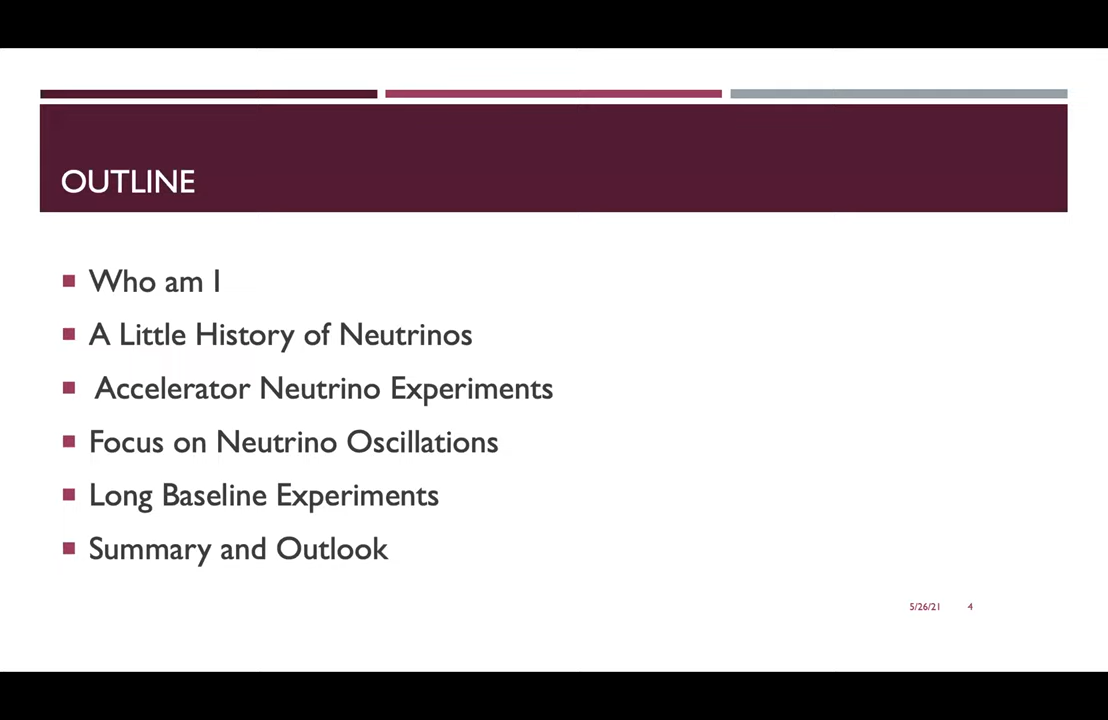 OUTLINE
Who am I
A Little History of Neutrinos
Accelerator Neutrino Experiments
Focus on Neutrino Oscillations
Long Baseline Experiments
Summary and Outlook
5/26/21 4